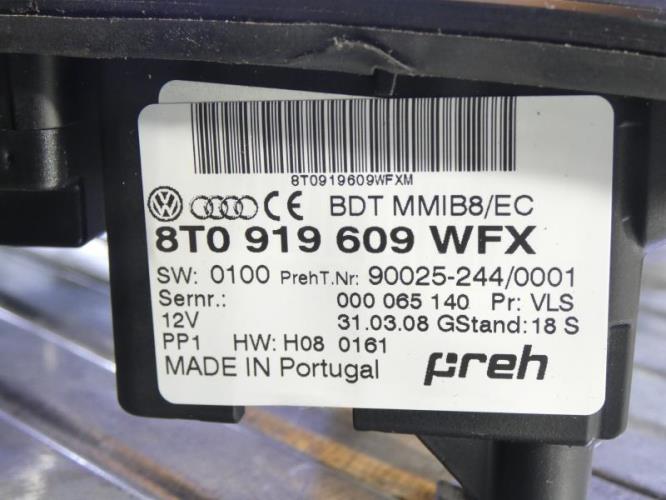 8T0919609WFXM
CE BDT MMIB8/EC
8T0 919 609 WFX
SW: 0100 PrehT.Nr: 90025-244/0001
Sernr.: 000 065 140 Pr: VLS
12V 31.03.08 GStand: 18 S
PP1 HW: H08 0161
MADE IN Portugal preh